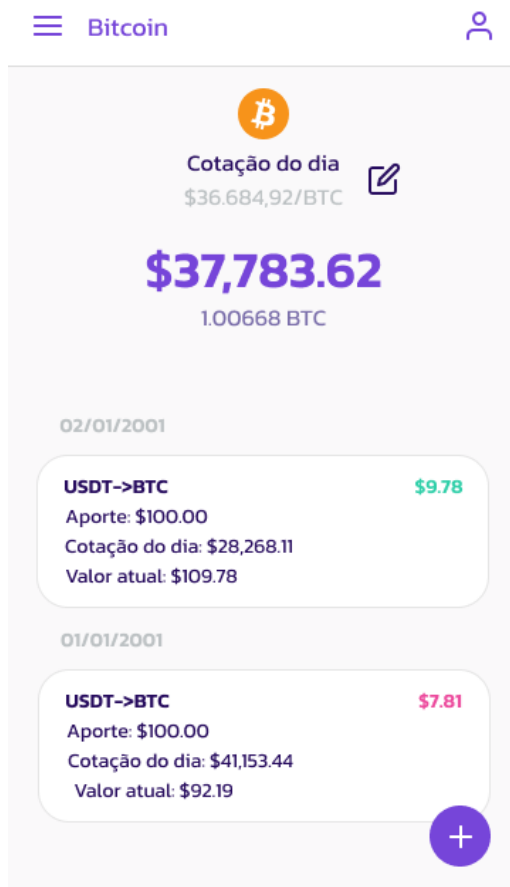 Bitcoin
Cotação do dia
$36.684,92/BTC
$37,783.62
1.00668 BTC
02/01/2001
USDT->BTC
$9.78
Aporte: $100.00
Cotação do dia: $28,268.11
Valor atual: $109.78
01/01/2001
USDT->BTC
$7.81
Aporte: $100.00
Cotação do dia: $41,153.44
Valor atual: $92.19